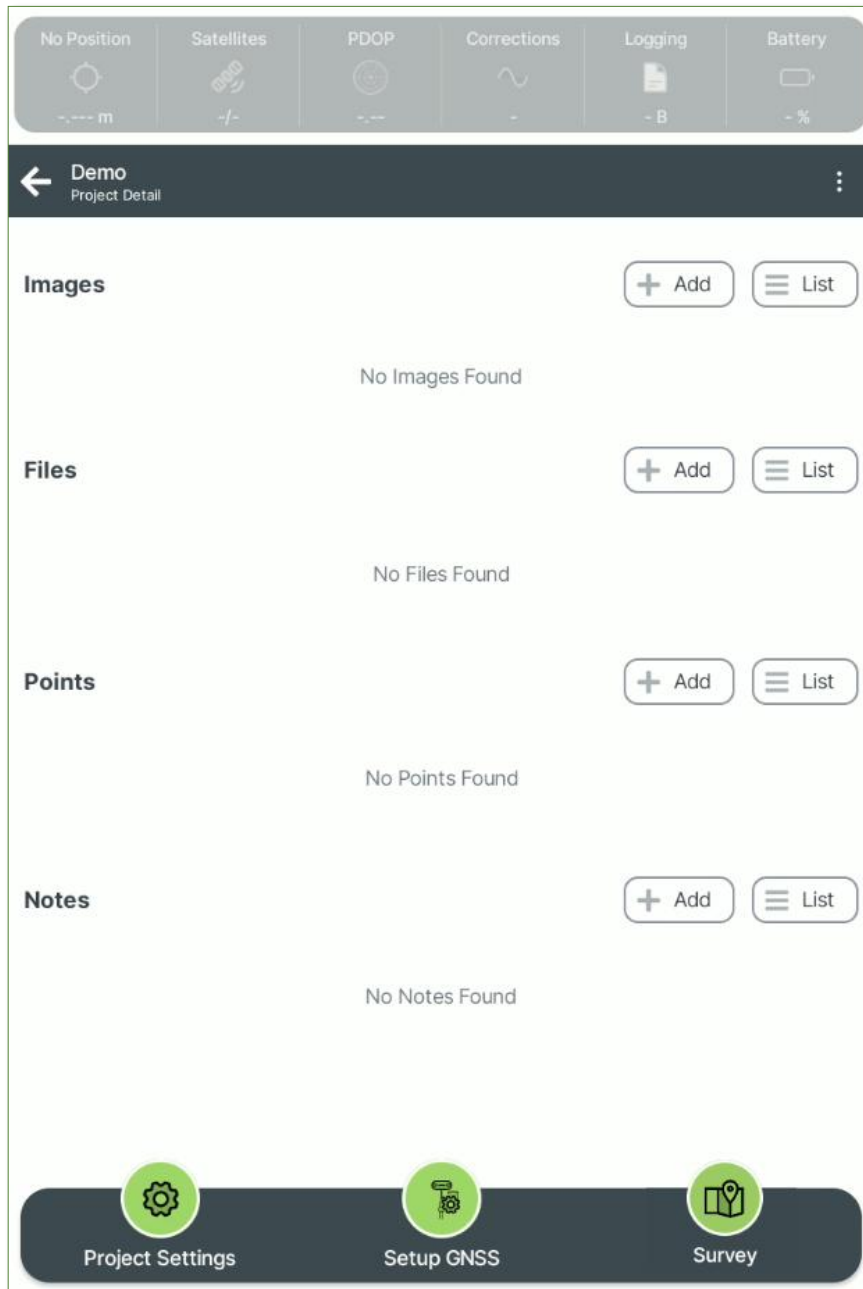 No Position Satellites PDOP Corrections Logging Battery
-.--- m -/- -.-- - - B - %
Demo
Project Detail
Images Add List
No Images Found
Files Add List
No Files Found
Points Add List
No Points Found
Notes Add List
No Notes Found
Project Settings Setup GNSS Survey